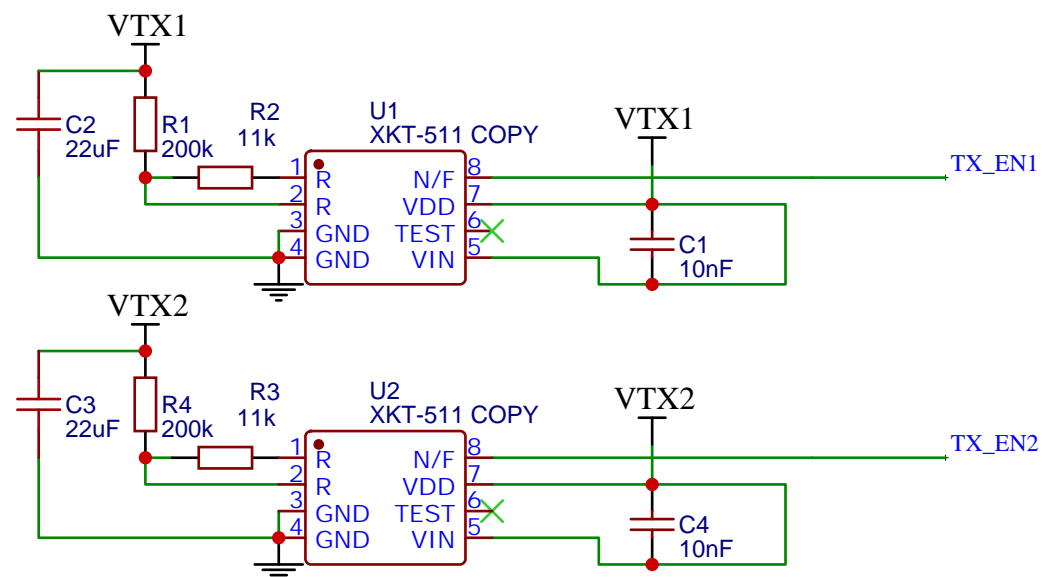 VTX1
C2
22uF
R1
200k
R2
11k
U1
XKT-511 COPY
1
R
2
R
3
GND
4
GND
N/F
8
VDD
7
TEST
6
VIN
5
VTX1
C1
10nF
TX_EN1
VTX2
C3
22uF
R4
200k
R3
11k
U2
XKT-511 COPY
1
R
2
R
3
GND
4
GND
N/F
8
VDD
7
TEST
6
VIN
5
VTX2
C4
10nF
TX_EN2